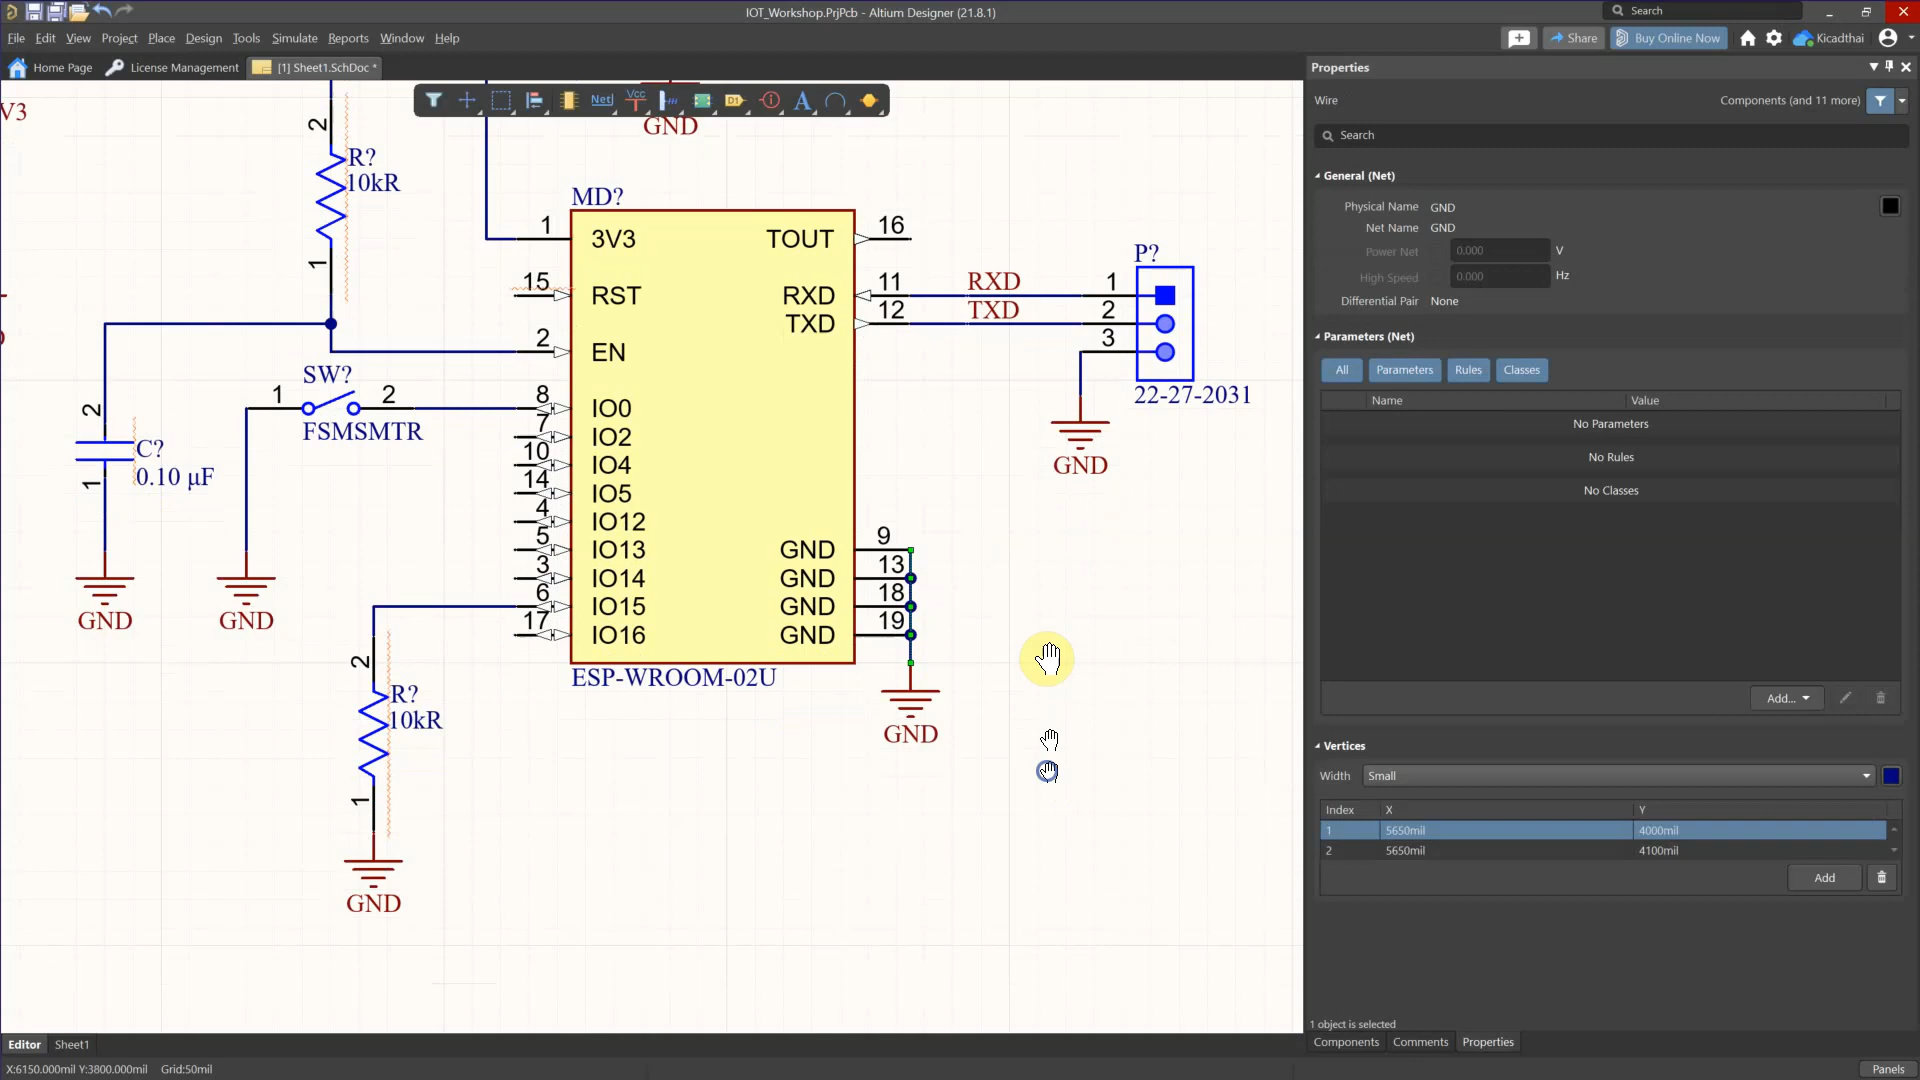 IOT_Workshop.PrjPcb - Altium Designer (21.8.1)
Search
File Edit View Project Place Design Tools Simulate Reports Window Help
Share
Buy Online Now
Kicadthai
Home Page
License Management
[1] Sheet1.SchDoc *
Net
Vcc
D1
A
V3
GND
2
R?
10kR
1
MD?
1
3V3
15
RST
2
EN
8
IO0
7
IO2
10
IO4
14
IO5
4
IO12
5
IO13
3
IO14
6
IO15
17
IO16
TOUT
16
RXD
11
TXD
12
RXD
TXD
GND
9
GND
13
GND
18
GND
19
ESP-WROOM-02U
GND
P?
1
2
3
22-27-2031
GND
SW?
1
2
FSMSMTR
GND
2
C?
0.10 µF
1
GND
2
R?
10kR
1
GND
Properties
Wire
Components (and 11 more)
Search
General (Net)
Physical Name GND
Net Name GND
Power Net 0.000 V
High Speed 0.000 Hz
Differential Pair None
Parameters (Net)
All Parameters Rules Classes
Name Value
No Parameters
No Rules
No Classes
Add...
Vertices
Width Small
Index X Y
1 5650mil 4000mil
2 5650mil 4100mil
Add
1 object is selected
Components Comments Properties
Editor Sheet1
X:6150.000mil Y:3800.000mil Grid:50mil
Panels